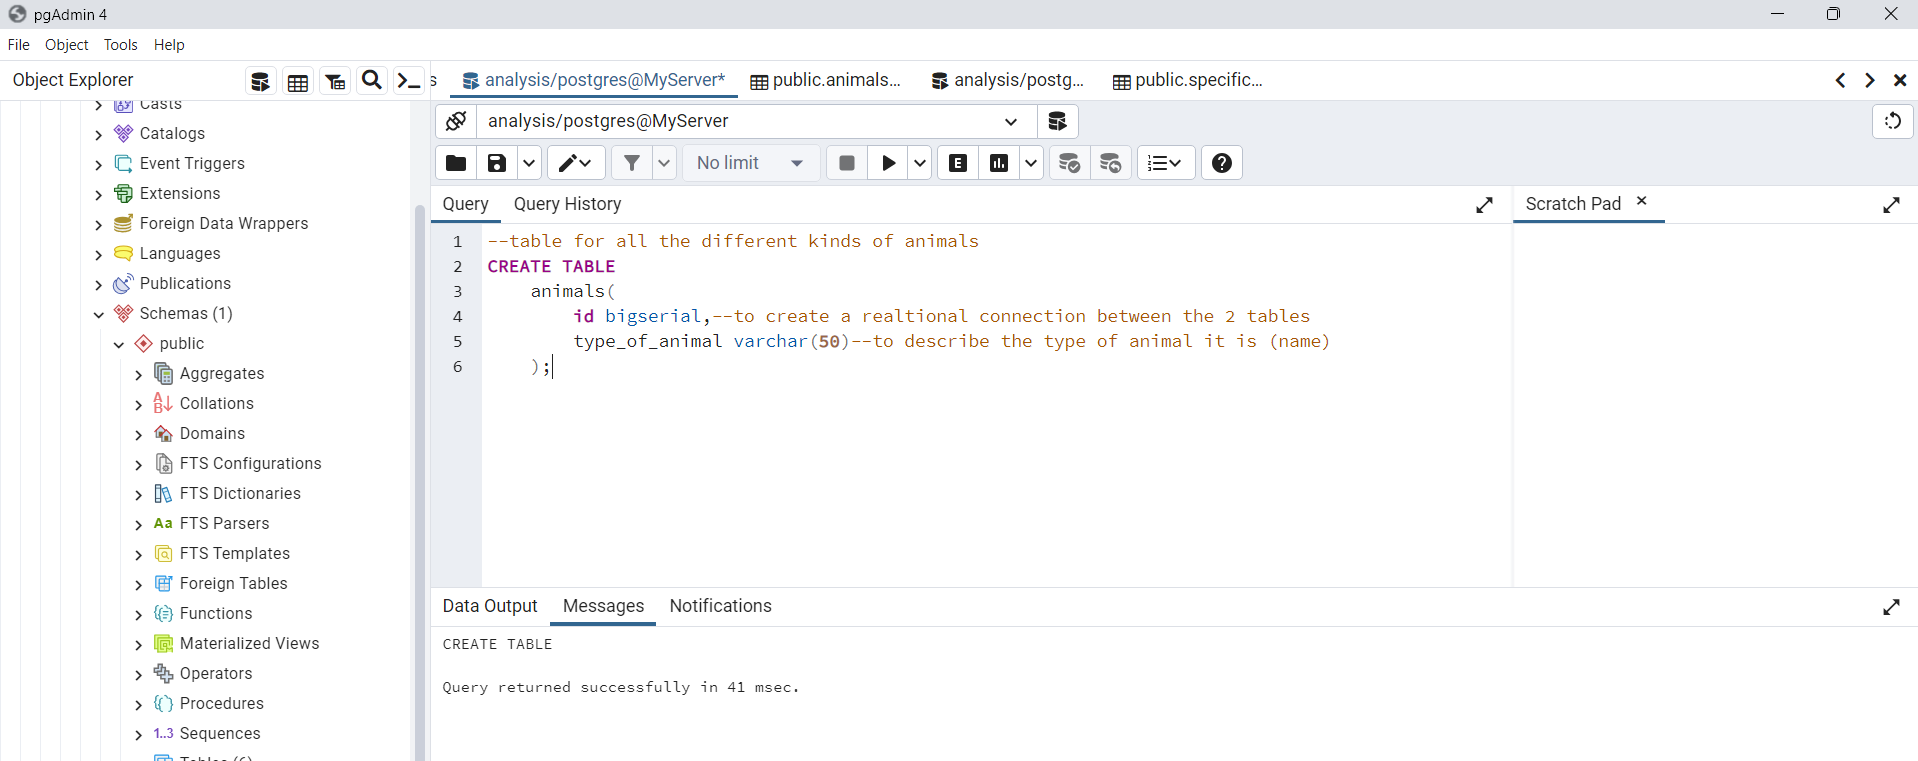 pgAdmin 4
File Object Tools Help
Object Explorer
s analysis/postgres@MyServer* public.animals... analysis/postg... public.specific...
Casts
Catalogs
Event Triggers
Extensions
Foreign Data Wrappers
Languages
Publications
Schemas (1)
public
Aggregates
Collations
Domains
FTS Configurations
FTS Dictionaries
Aa FTS Parsers
FTS Templates
Foreign Tables
Functions
Materialized Views
Operators
Procedures
1..3 Sequences
Tables (6)
analysis/postgres@MyServer
No limit E
Query Query History
Scratch Pad
1 --table for all the different kinds of animals
2 CREATE TABLE
3 animals(
4 id bigserial,--to create a realtional connection between the 2 tables
5 type_of_animal varchar(50)--to describe the type of animal it is (name)
6 );
Data Output Messages Notifications
CREATE TABLE
Query returned successfully in 41 msec.